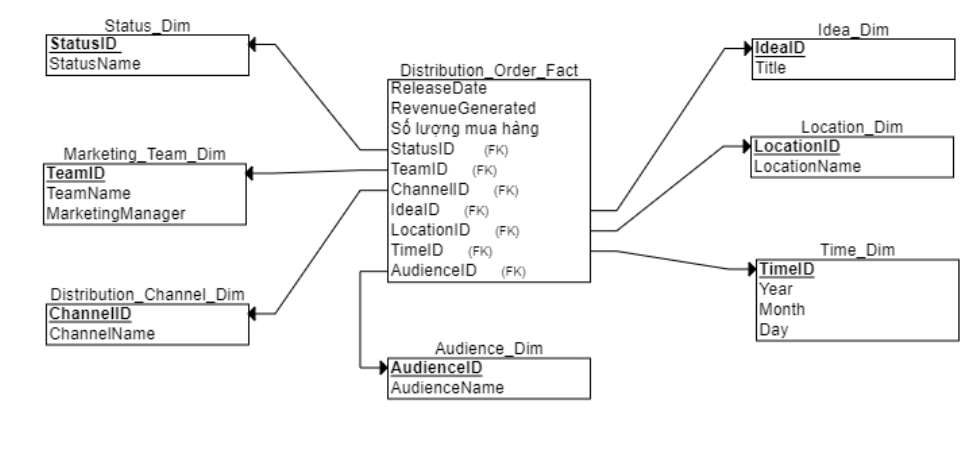 Status_Dim
StatusID
StatusName
Marketing_Team_Dim
TeamID
TeamName
MarketingManager
Distribution_Channel_Dim
ChannelID
ChannelName
Distribution_Order_Fact
ReleaseDate
RevenueGenerated
Số lượng mua hàng
StatusID (FK)
TeamID (FK)
ChannelID (FK)
IdeaID (FK)
LocationID (FK)
TimeID (FK)
AudienceID (FK)
Audience_Dim
AudienceID
AudienceName
Idea_Dim
IdeaID
Title
Location_Dim
LocationID
LocationName
Time_Dim
TimeID
Year
Month
Day